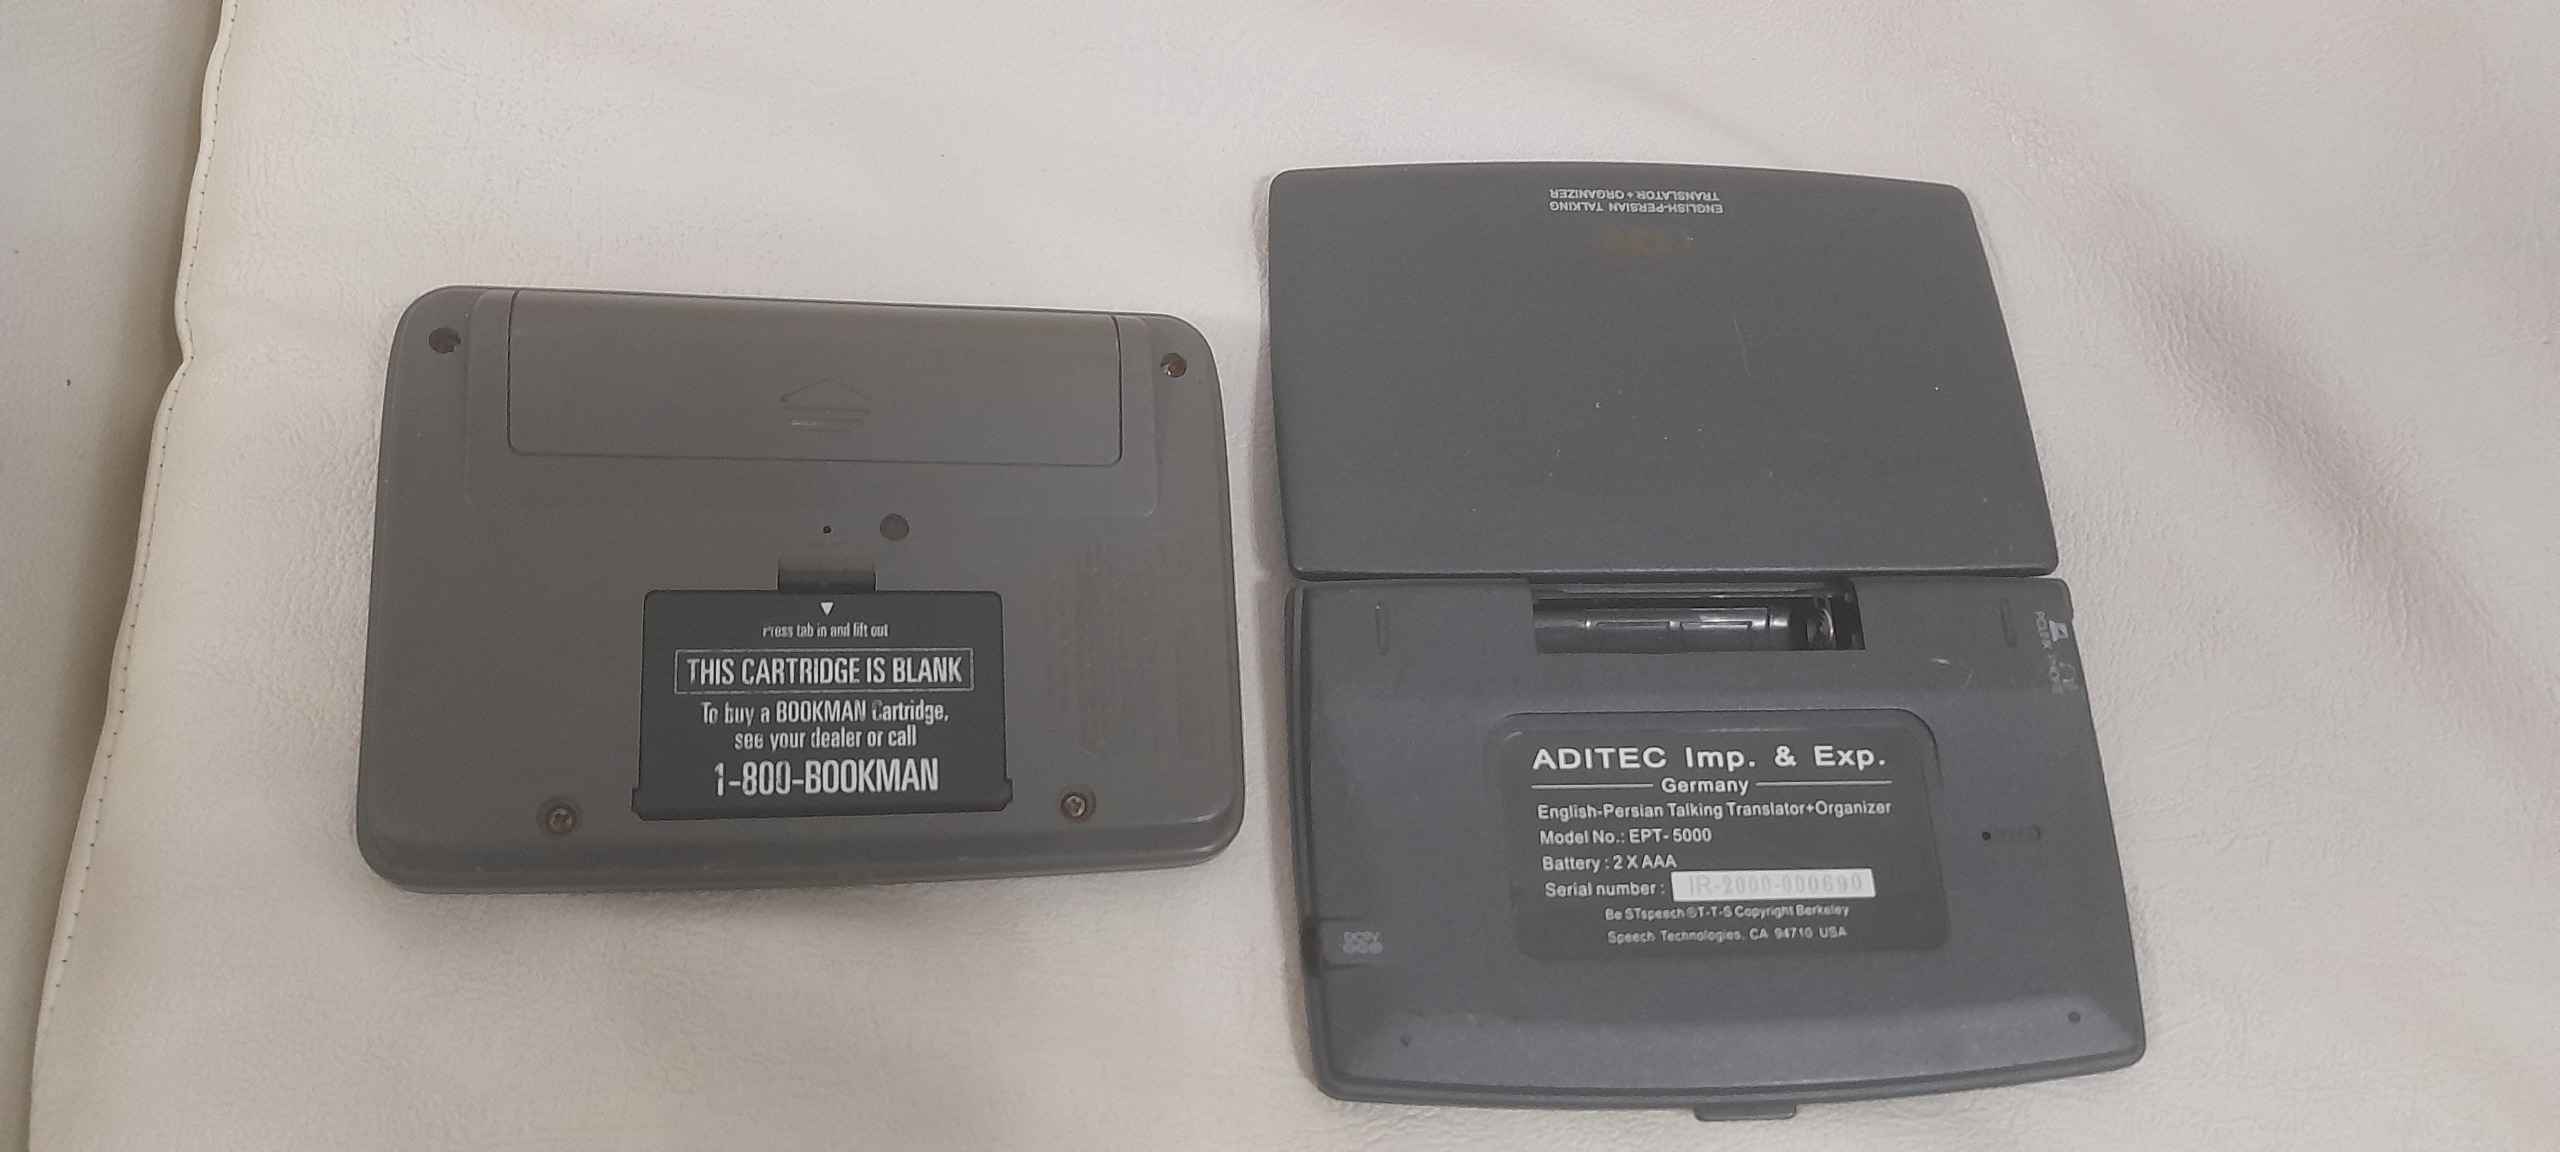 Press tab in and lift out
THIS CARTRIDGE IS BLANK
To buy a BOOKMAN Cartridge,
see your dealer or call
1-800-BOOKMAN
ENGLISH-PERSIAN TALKING
TRANSLATOR + ORGANIZER
ADITEC Imp. & Exp.
Germany
English-Persian Talking Translator+Organizer
Model No.: EPT-5000
Battery : 2 X AAA
Serial number : IR-2000-000690
Be STspeech © T-T-S Copyright Berkeley
Speech Technologies, CA 94710 USA